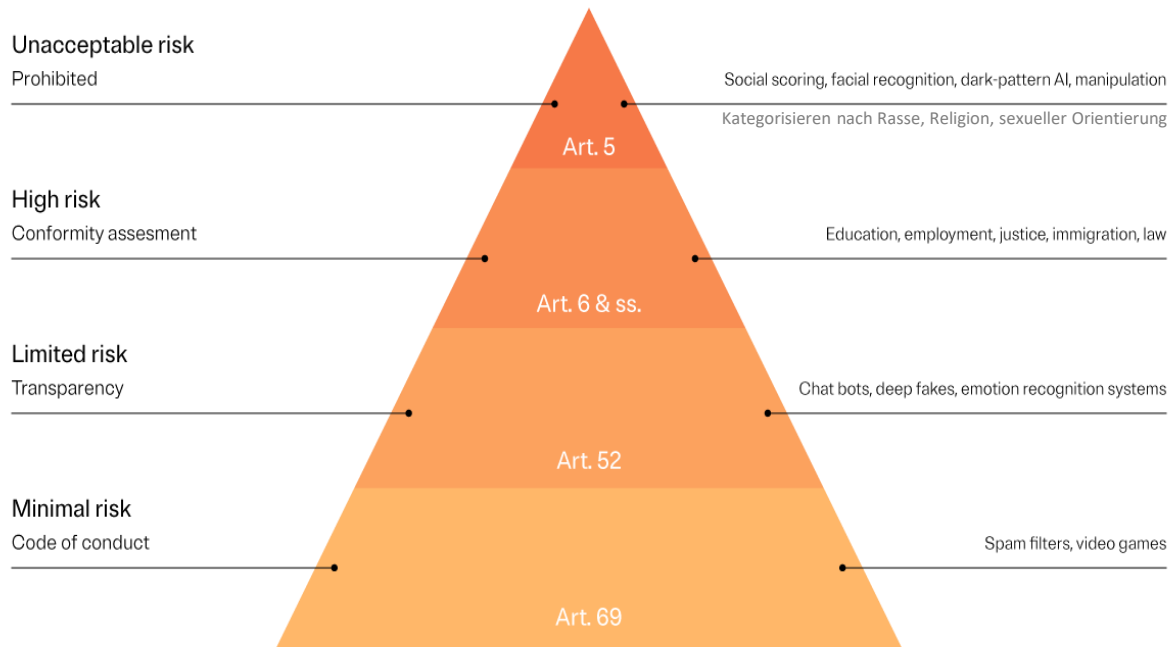 Unacceptable risk
Prohibited
Social scoring, facial recognition, dark-pattern AI, manipulation
Kategorisieren nach Rasse, Religion, sexueller Orientierung
Art. 5
High risk
Conformity assesment
Education, employment, justice, immigration, law
Art. 6 & ss.
Limited risk
Transparency
Chat bots, deep fakes, emotion recognition systems
Art. 52
Minimal risk
Code of conduct
Spam filters, video games
Art. 69